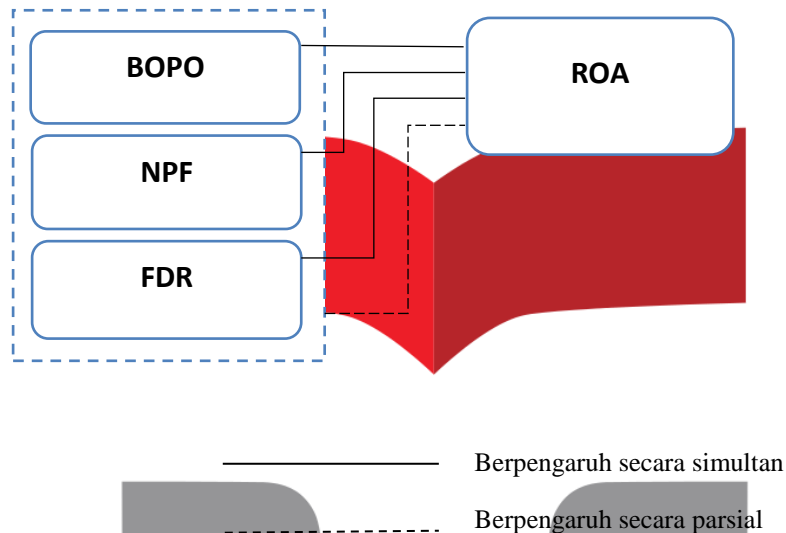 BOPO
ROA
NPF
FDR
Berpengaruh secara simultan
Berpengaruh secara parsial